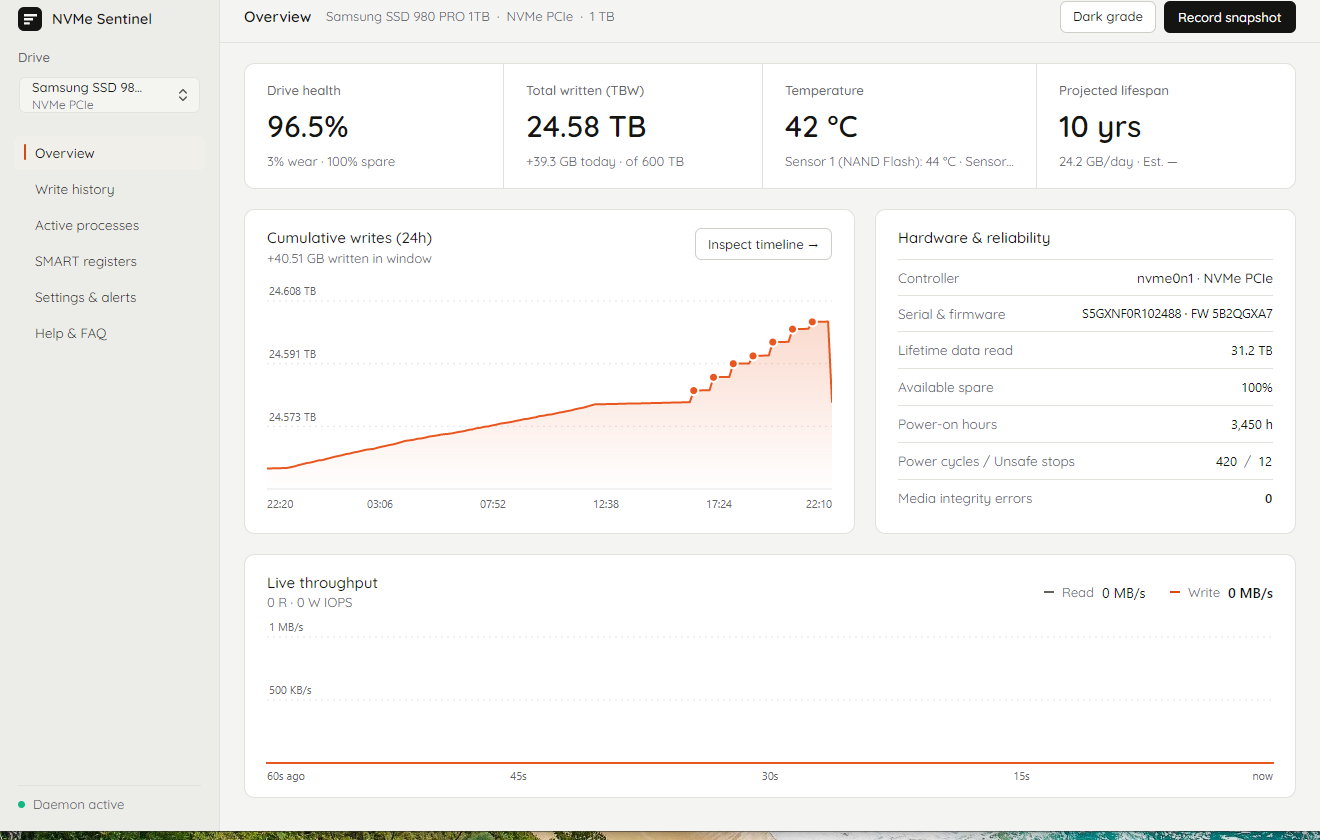 NVMe Sentinel
Drive
Samsung SSD 98...
NVMe PCIe
Overview
Write history
Active processes
SMART registers
Settings & alerts
Help & FAQ
Daemon active
Overview Samsung SSD 980 PRO 1TB · NVMe PCIe · 1 TB
Dark grade
Record snapshot
Drive health
96.5%
3% wear · 100% spare
Total written (TBW)
24.58 TB
+39.3 GB today · of 600 TB
Temperature
42 °C
Sensor 1 (NAND Flash): 44 °C · Sensor...
Projected lifespan
10 yrs
24.2 GB/day · Est. —
Cumulative writes (24h)
+40.51 GB written in window
Inspect timeline →
24.608 TB
24.591 TB
24.573 TB
22:20 03:06 07:52 12:38 17:24 22:10
Hardware & reliability
Controller nvme0n1 · NVMe PCIe
Serial & firmware S5GXNF0R102488 · FW 5B2QGXA7
Lifetime data read 31.2 TB
Available spare 100%
Power-on hours 3,450 h
Power cycles / Unsafe stops 420 / 12
Media integrity errors 0
Live throughput
0 R · 0 W IOPS
Read 0 MB/s Write 0 MB/s
1 MB/s
500 KB/s
60s ago 45s 30s 15s now